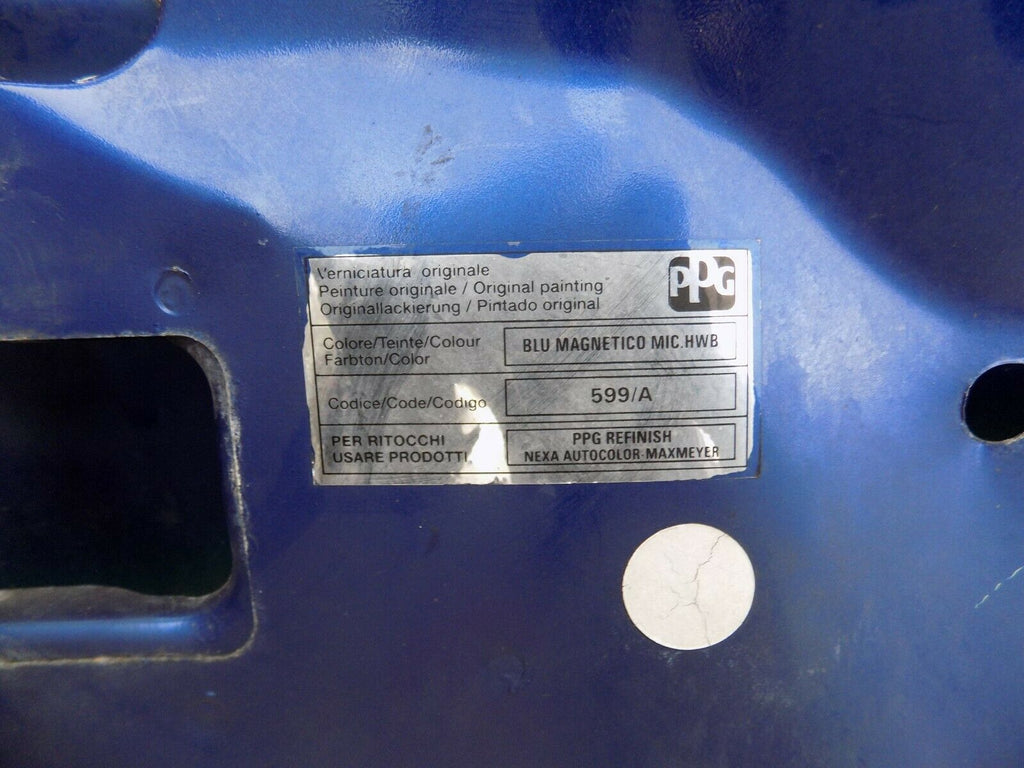 Verniciatura originale
Peinture originale / Original painting
Originallackierung / Pintado original
PPG
Colore/Teinte/Colour
Farbton/Color
BLU MAGNETICO MIC.HWB
Codice/Code/Codigo
599/A
PER RITOCCHI
USARE PRODOTTI
PPG REFINISH
NEXA AUTOCOLOR-MAXMEYER